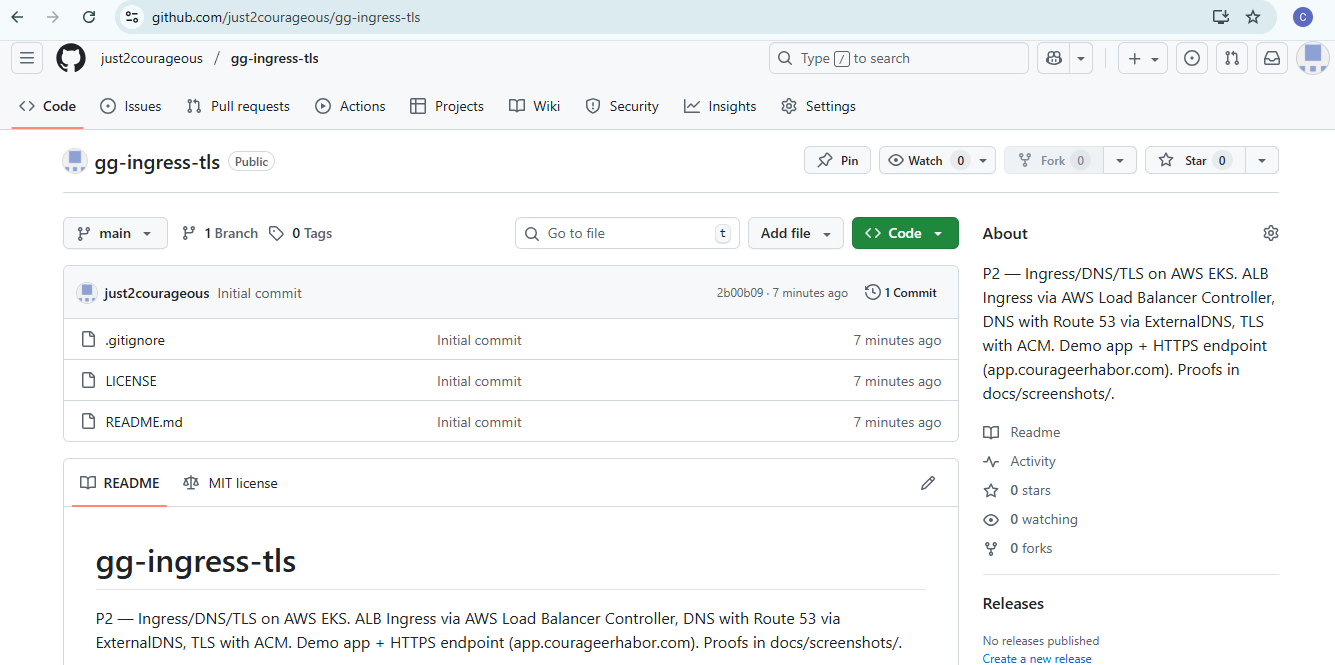 github.com/just2courageous/gg-ingress-tls
C
just2courageous / gg-ingress-tls
Type / to search
Code
Issues
Pull requests
Actions
Projects
Wiki
Security
Insights
Settings
gg-ingress-tls Public
Pin
Watch 0
Fork 0
Star 0
main
1 Branch
0 Tags
Go to file t
Add file
Code
just2courageous Initial commit 2b00b09 · 7 minutes ago 1 Commit
.gitignore Initial commit 7 minutes ago
LICENSE Initial commit 7 minutes ago
README.md Initial commit 7 minutes ago
README
MIT license
gg-ingress-tls
P2 — Ingress/DNS/TLS on AWS EKS. ALB Ingress via AWS Load Balancer Controller, DNS with Route 53 via
ExternalDNS, TLS with ACM. Demo app + HTTPS endpoint (app.courageerhabor.com). Proofs in docs/screenshots/.
About
P2 — Ingress/DNS/TLS on AWS EKS. ALB
Ingress via AWS Load Balancer Controller,
DNS with Route 53 via ExternalDNS, TLS
with ACM. Demo app + HTTPS endpoint
(app.courageerhabor.com). Proofs in
docs/screenshots/.
Readme
Activity
0 stars
0 watching
0 forks
Releases
No releases published
Create a new release